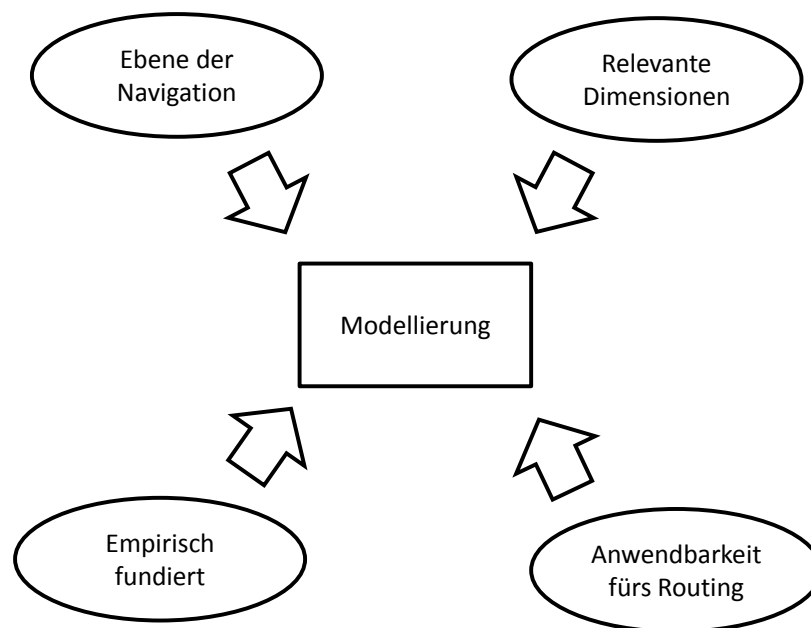 Ebene der
Navigation
Relevante
Dimensionen
Modellierung
Empirisch
fundiert
Anwendbarkeit
fürs Routing